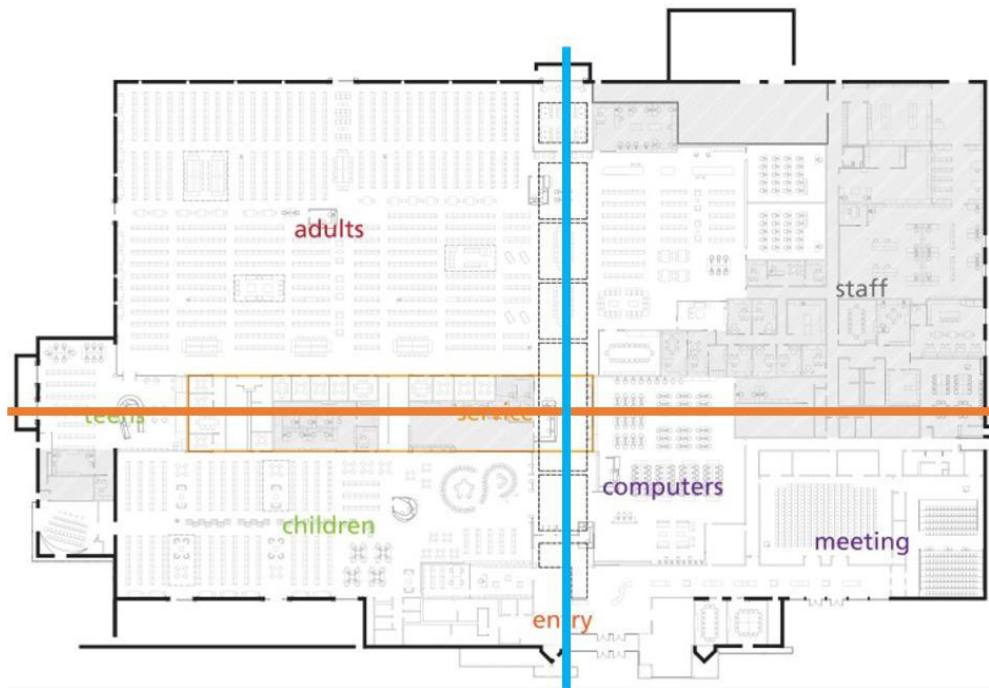 adults
staff
teens
service
computers
children
meeting
entry